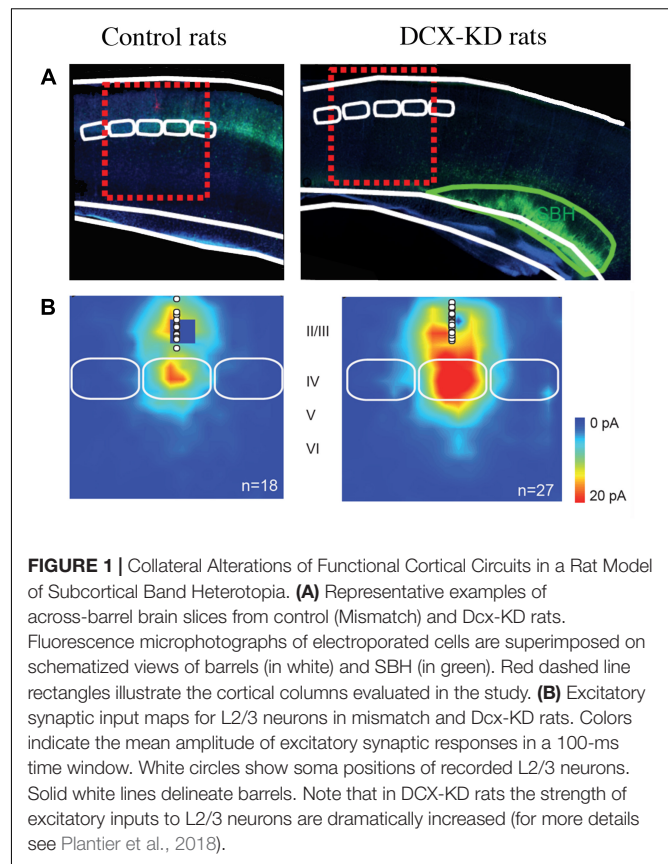 Control rats
DCX-KD rats
A
SBH
B
II/III
IV
V
VI
n=18
n=27
0 pA
20 pA
FIGURE 1 | Collateral Alterations of Functional Cortical Circuits in a Rat Model
of Subcortical Band Heterotopia. (A) Representative examples of
across-barrel brain slices from control (Mismatch) and Dcx-KD rats.
Fluorescence microphotographs of electroporated cells are superimposed on
schematized views of barrels (in white) and SBH (in green). Red dashed line
rectangles illustrate the cortical columns evaluated in the study. (B) Excitatory
synaptic input maps for L2/3 neurons in mismatch and Dcx-KD rats. Colors
indicate the mean amplitude of excitatory synaptic responses in a 100-ms
time window. White circles show soma positions of recorded L2/3 neurons.
Solid white lines delineate barrels. Note that in DCX-KD rats the strength of
excitatory inputs to L2/3 neurons are dramatically increased (for more details
see Plantier et al., 2018).